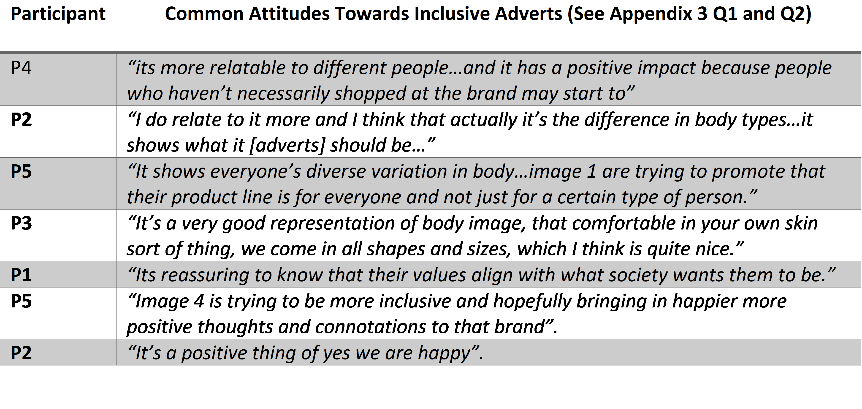 Participant Common Attitudes Towards Inclusive Adverts (See Appendix 3 Q1 and Q2)
P4 “its more relatable to different people…and it has a positive impact because people
who haven’t necessarily shopped at the brand may start to”
P2 “I do relate to it more and I think that actually it’s the difference in body types…it
shows what it [adverts] should be…”
P5 “It shows everyone’s diverse variation in body…image 1 are trying to promote that
their product line is for everyone and not just for a certain type of person.”
P3 “It’s a very good representation of body image, that comfortable in your own skin
sort of thing, we come in all shapes and sizes, which I think is quite nice.”
P1 “Its reassuring to know that their values align with what society wants them to be.”
P5 “Image 4 is trying to be more inclusive and hopefully bringing in happier more
positive thoughts and connotations to that brand”.
P2 “It’s a positive thing of yes we are happy”.